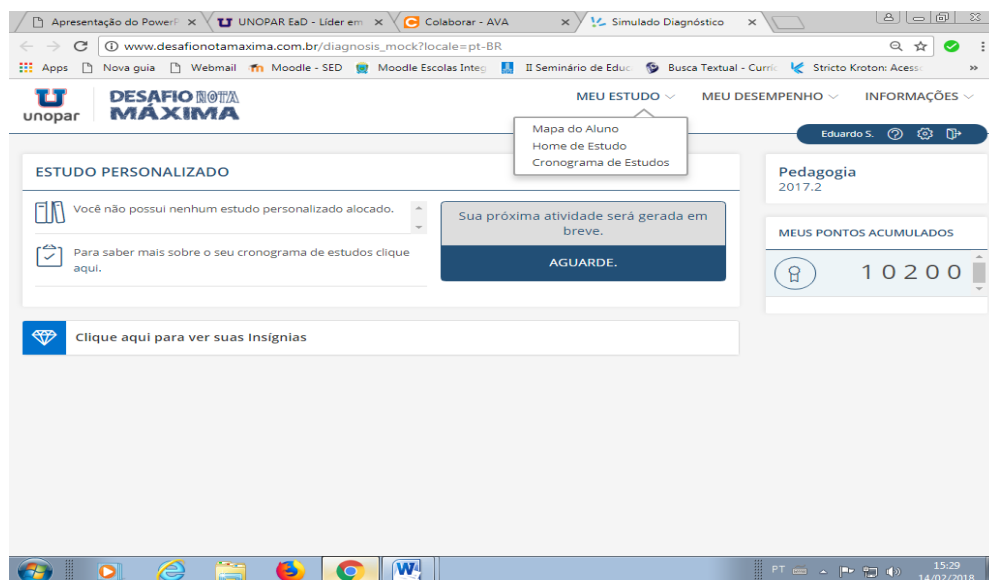 Apresentação do PowerP
UNOPAR EaD - Líder em
Colaborar - AVA
Simulado Diagnóstico
www.desafionotamaxima.com.br/diagnosis_mock?locale=pt-BR
Apps Nova guia Webmail Moodle - SED Moodle Escolas Integ II Seminário de Educ Busca Textual - Curríc Stricto Kroton: Acess »
unopar
DESAFIO NOTA
MÁXIMA
MEU ESTUDO MEU DESEMPENHO INFORMAÇÕES
Mapa do Aluno
Home de Estudo
Cronograma de Estudos
Eduardo S.
ESTUDO PERSONALIZADO
Você não possui nenhum estudo personalizado alocado.
Para saber mais sobre o seu cronograma de estudos clique
aqui.
Sua próxima atividade será gerada em
breve.
AGUARDE.
Pedagogia
2017.2
MEUS PONTOS ACUMULADOS
10200
Clique aqui para ver suas Insígnias
PT
15:29
14/02/2018